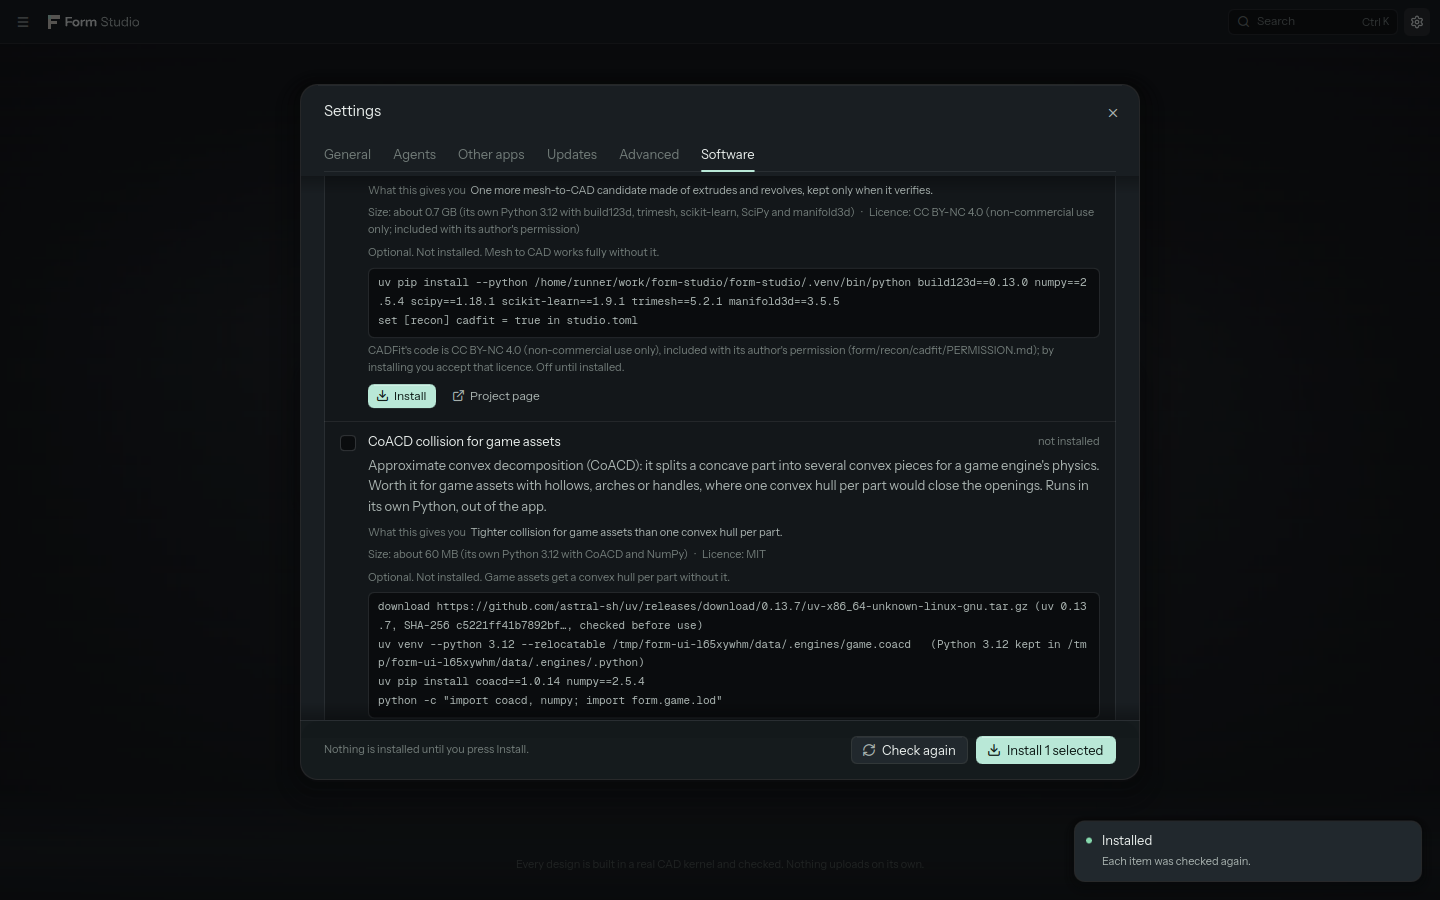 Form Studio
Search
Ctrl K
Settings
General
Agents
Other apps
Updates
Advanced
Software
What this gives you One more mesh-to-CAD candidate made of extrudes and revolves, kept only when it verifies.
Size: about 0.7 GB (its own Python 3.12 with build123d, trimesh, scikit-learn, SciPy and manifold3d) · Licence: CC BY-NC 4.0 (non-commercial use
only; included with its author's permission)
Optional. Not installed. Mesh to CAD works fully without it.
uv pip install --python /home/runner/work/form-studio/form-studio/.venv/bin/python build123d==0.13.0 numpy==2
.5.4 scipy==1.18.1 scikit-learn==1.9.1 trimesh==5.2.1 manifold3d==3.5.5
set [recon] cadfit = true in studio.toml
CADFit's code is CC BY-NC 4.0 (non-commercial use only), included with its author's permission (form/recon/cadfit/PERMISSION.md); by
installing you accept that licence. Off until installed.
Install
Project page
CoACD collision for game assets
not installed
Approximate convex decomposition (CoACD): it splits a concave part into several convex pieces for a game engine's physics.
Worth it for game assets with hollows, arches or handles, where one convex hull per part would close the openings. Runs in
its own Python, out of the app.
What this gives you Tighter collision for game assets than one convex hull per part.
Size: about 60 MB (its own Python 3.12 with CoACD and NumPy) · Licence: MIT
Optional. Not installed. Game assets get a convex hull per part without it.
download https://github.com/astral-sh/uv/releases/download/0.13.7/uv-x86_64-unknown-linux-gnu.tar.gz (uv 0.13
.7, SHA-256 c5221ff41b7892bf…, checked before use)
uv venv --python 3.12 --relocatable /tmp/form-ui-l65xywhm/data/.engines/game.coacd (Python 3.12 kept in /tm
p/form-ui-l65xywhm/data/.engines/.python)
uv pip install coacd==1.0.14 numpy==2.5.4
python -c "import coacd, numpy; import form.game.lod"
Nothing is installed until you press Install.
Check again
Install 1 selected
Installed
Each item was checked again.
Every design is built in a real CAD kernel and checked. Nothing uploads on its own.